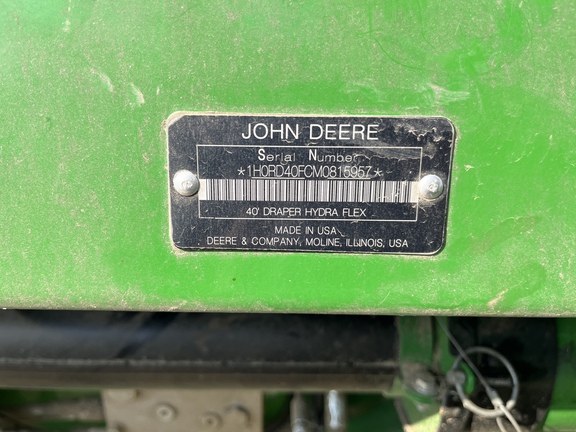 JOHN DEERE
Serial Number
*1H0RD40FCM0815957*
40' DRAPER HYDRA FLEX
MADE IN USA
DEERE & COMPANY, MOLINE, ILLINOIS, USA